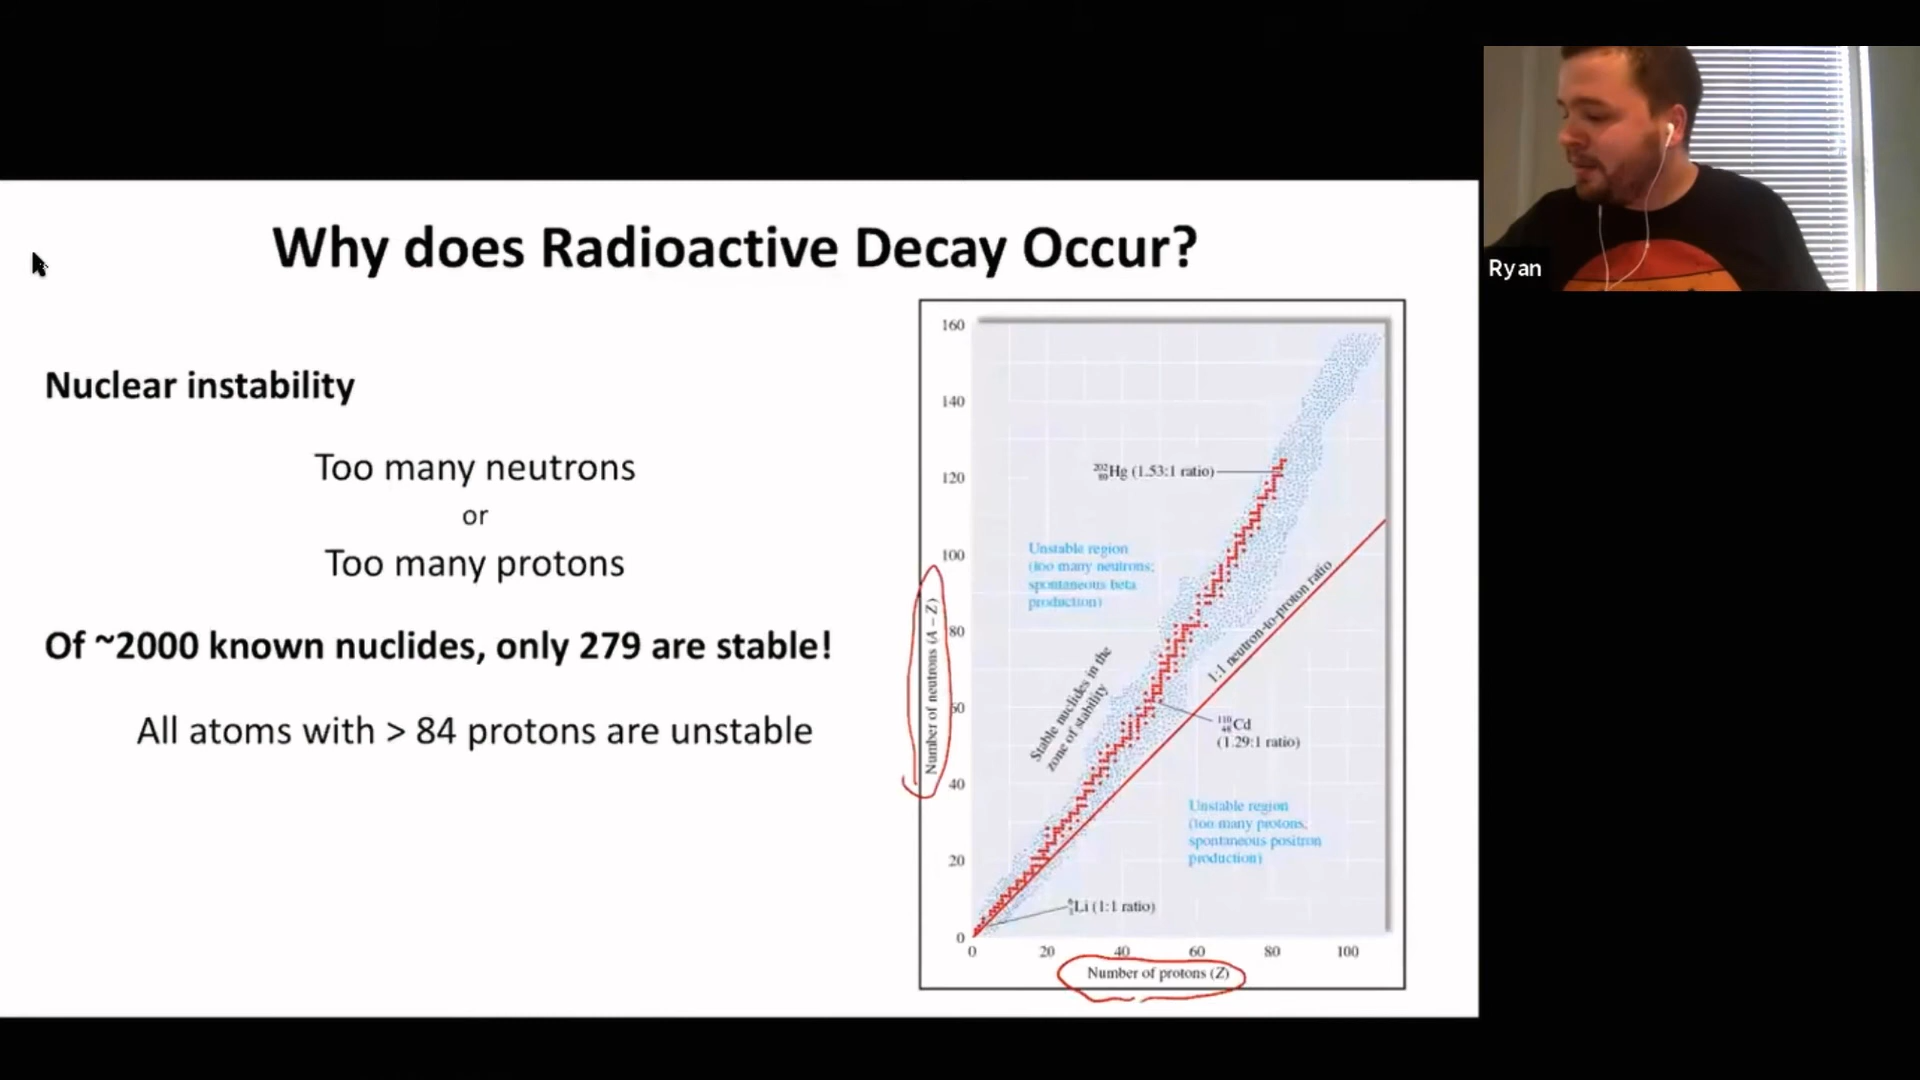 Why does Radioactive Decay Occur?
Ryan
Nuclear instability
Too many neutrons
or
Too many protons
Of ~2000 known nuclides, only 279 are stable!
All atoms with > 84 protons are unstable
160
140
120
100
80
60
40
20
0
Number of neutrons (A – Z)
²⁰²₈₀Hg (1.53:1 ratio)
Unstable region
(too many neutrons;
spontaneous beta
production)
Stable nuclides in the
zone of stability
1:1 neutron-to-proton ratio
¹¹⁰₄₈Cd
(1.29:1 ratio)
Unstable region
(too many protons;
spontaneous positron
production)
⁶₃Li (1:1 ratio)
0 20 40 60 80 100
Number of protons (Z)